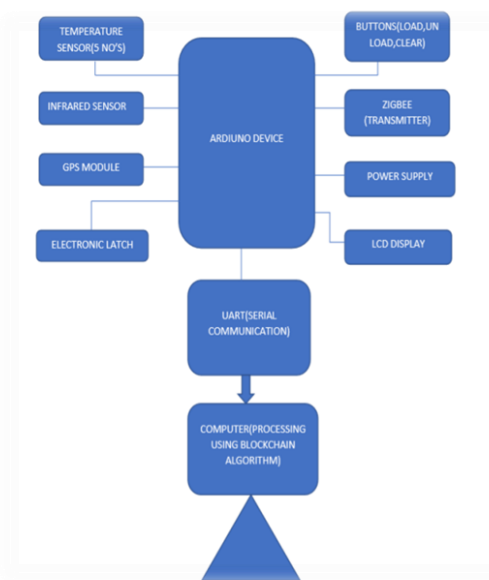 TEMPERATURE
SENSOR(5 NO'S)
BUTTONS(LOAD,UN
LOAD,CLEAR)
INFRARED SENSOR
ZIGBEE
(TRANSMITTER)
ARDIUNO DEVICE
GPS MODULE
POWER SUPPLY
ELECTRONIC LATCH
LCD DISPLAY
UART(SERIAL
COMMUNICATION)
COMPUTER(PROCESSING
USING BLOCKCHAIN
ALGORITHM)